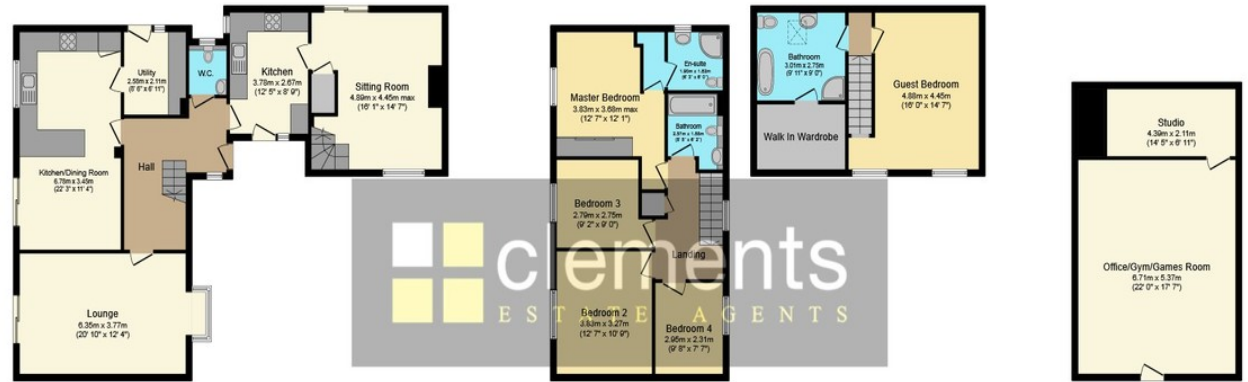 Kitchen/Dining Room
6.78m x 3.45m
(22' 3" x 11' 4")
Utility
2.58m x 2.11m
(8' 6" x 6' 11")
W.C.
Hall
Lounge
6.35m x 3.77m
(20' 10" x 12' 4")
Kitchen
3.78m x 2.67m
(12' 5" x 8' 9")
Sitting Room
4.89m x 4.45m max
(16' 1" x 14' 7")
Master Bedroom
3.83m x 3.68m max
(12' 7" x 12' 1")
En-suite
Bathroom
Bedroom 3
2.79m x 2.75m
(9' 2" x 9' 0")
Landing
Bedroom 2
3.83m x 3.27m
(12' 7" x 10' 9")
Bedroom 4
2.95m x 2.31m
(9' 8" x 7' 7")
Bathroom
3.01m x 2.75m
(9' 11" x 9' 0")
Walk In Wardrobe
Guest Bedroom
4.88m x 4.45m
(16' 0" x 14' 7")
Studio
4.39m x 2.11m
(14' 5" x 6' 11")
Office/Gym/Games Room
6.71m x 5.37m
(22' 0" x 17' 7")
clements
ESTATE AGENTS